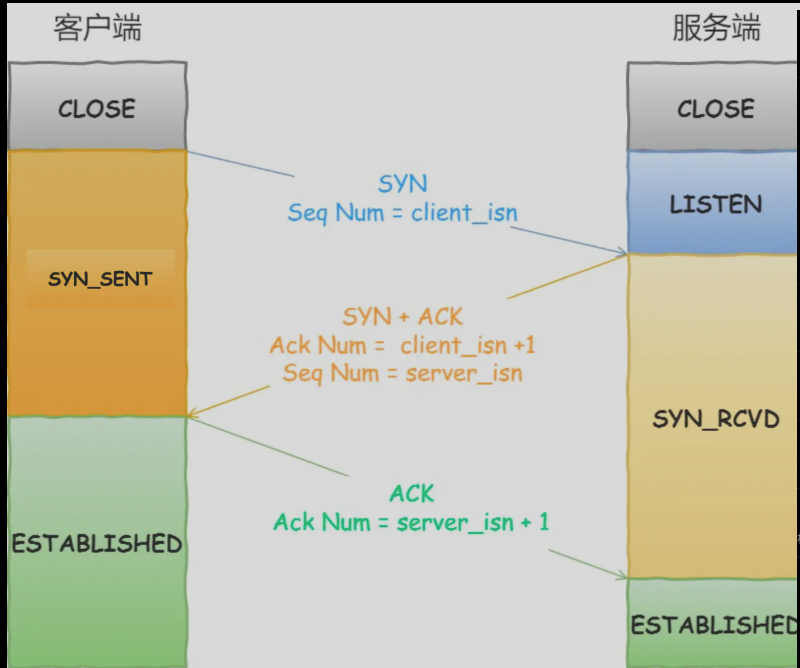 客户端
服务端
CLOSE
CLOSE
SYN
Seq Num = client_isn
LISTEN
SYN_SENT
SYN + ACK
Ack Num = client_isn +1
Seq Num = server_isn
SYN_RCVD
ACK
Ack Num = server_isn + 1
ESTABLISHED
ESTABLISHED